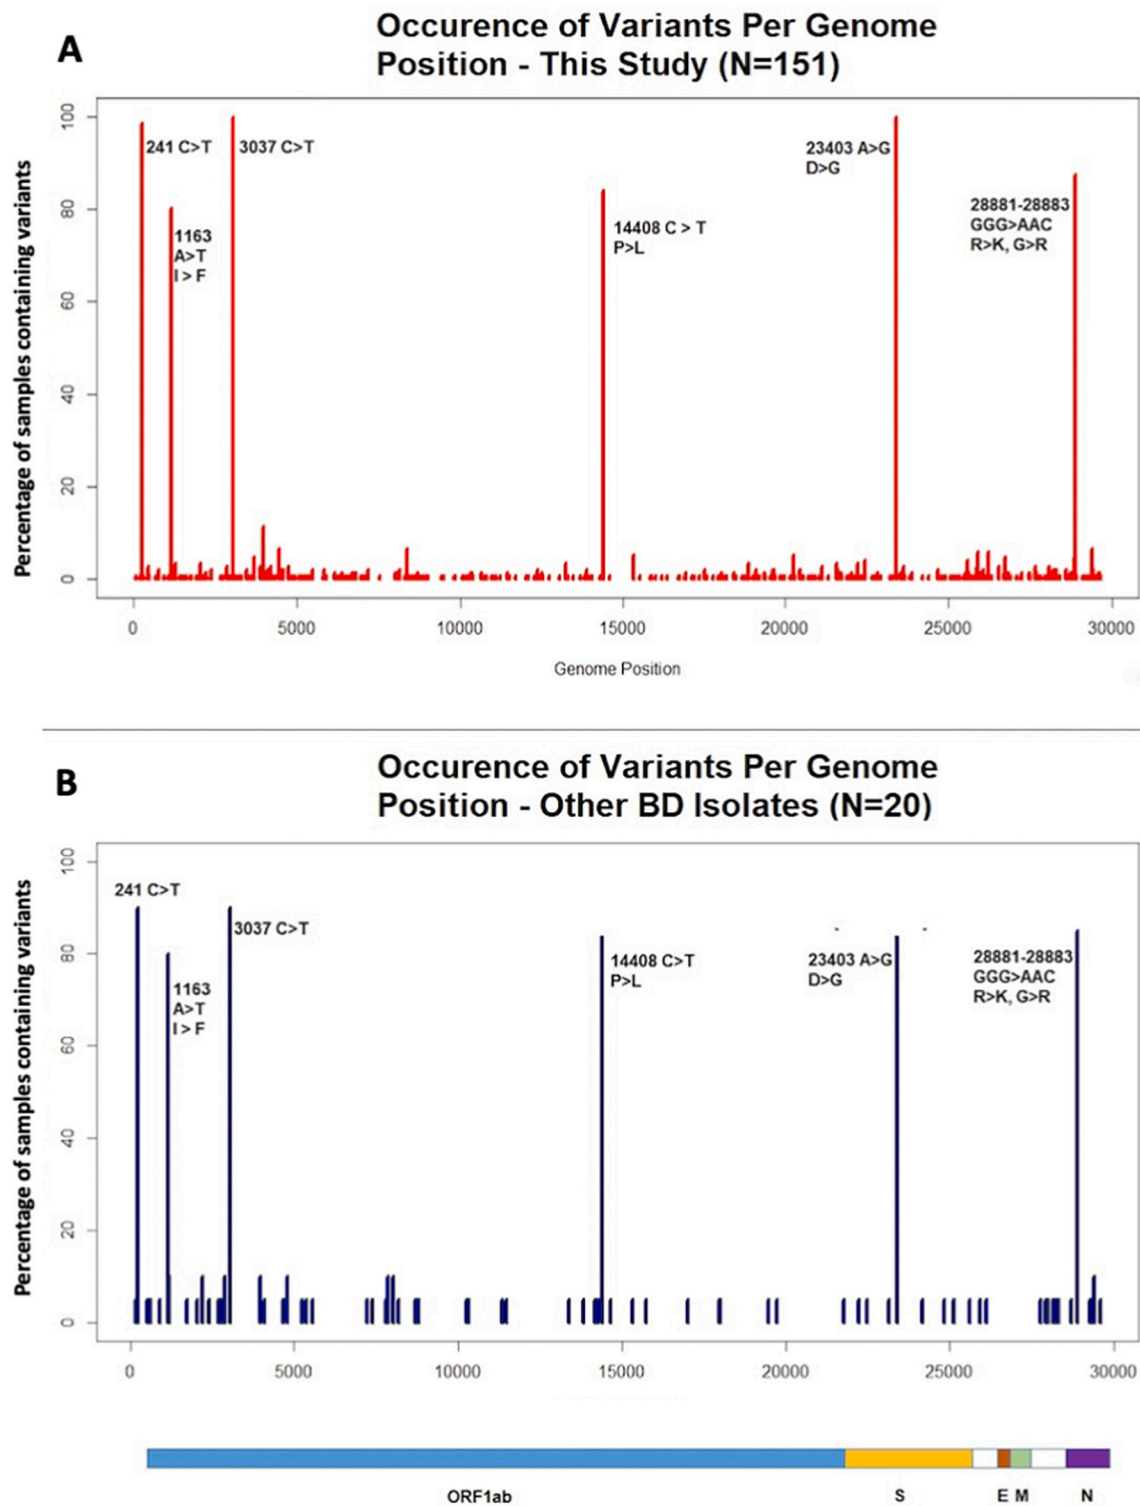 A
Occurence of Variants Per Genome
Position - This Study (N=151)
Percentage of samples containing variants
100
80
60
40
20
0
241 C>T
3037 C>T
1163
A>T
I > F
14408 C > T
P>L
23403 A>G
D>G
28881-28883
GGG>AAC
R>K, G>R
0 5000 10000 15000 20000 25000 30000
Genome Position
B
Occurence of Variants Per Genome
Position - Other BD Isolates (N=20)
Percentage of samples containing variants
100
80
60
40
20
0
241 C>T
3037 C>T
1163
A>T
I > F
14408 C>T
P>L
23403 A>G
D>G
28881-28883
GGG>AAC
R>K, G>R
0 5000 10000 15000 20000 25000 30000
ORF1ab S E M N